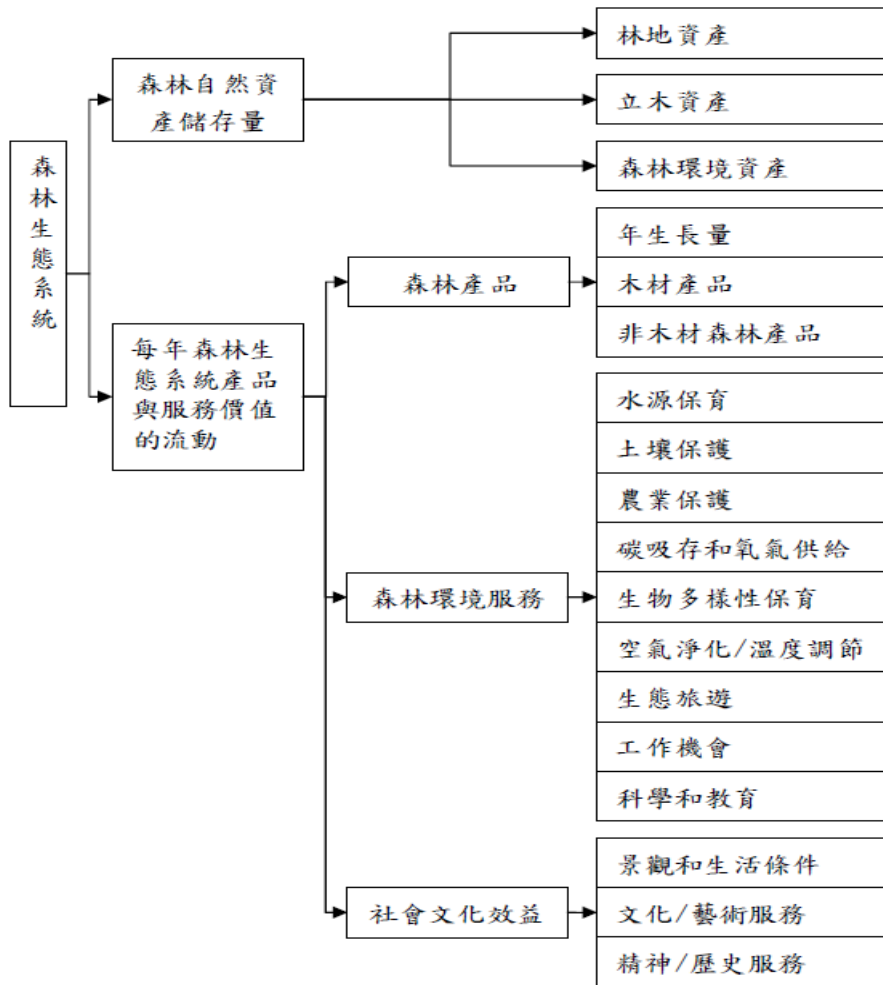 森林生態系統
森林自然資
產儲存量
林地資產
立木資產
森林環境資產
每年森林生
態系統產品
與服務價值
的流動
森林產品
年生長量
木材產品
非木材森林產品
森林環境服務
水源保育
土壤保護
農業保護
碳吸存和氧氣供給
生物多樣性保育
空氣淨化/溫度調節
生態旅遊
工作機會
科學和教育
社會文化效益
景觀和生活條件
文化/藝術服務
精神/歷史服務